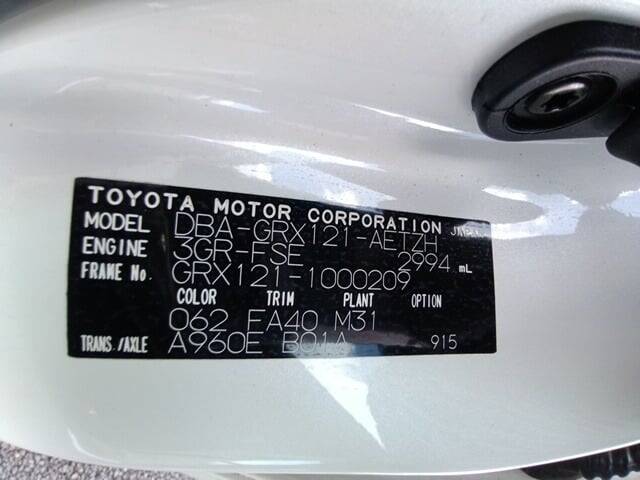 TOYOTA MOTOR CORPORATION JAPAN
MODEL DBA-GRX121-AETZH
ENGINE 3GR-FSE 2994 mL
FRAME No. GRX121-1000209
COLOR TRIM PLANT OPTION
062 FA40 M31
TRANS./AXLE A960E B01A 915